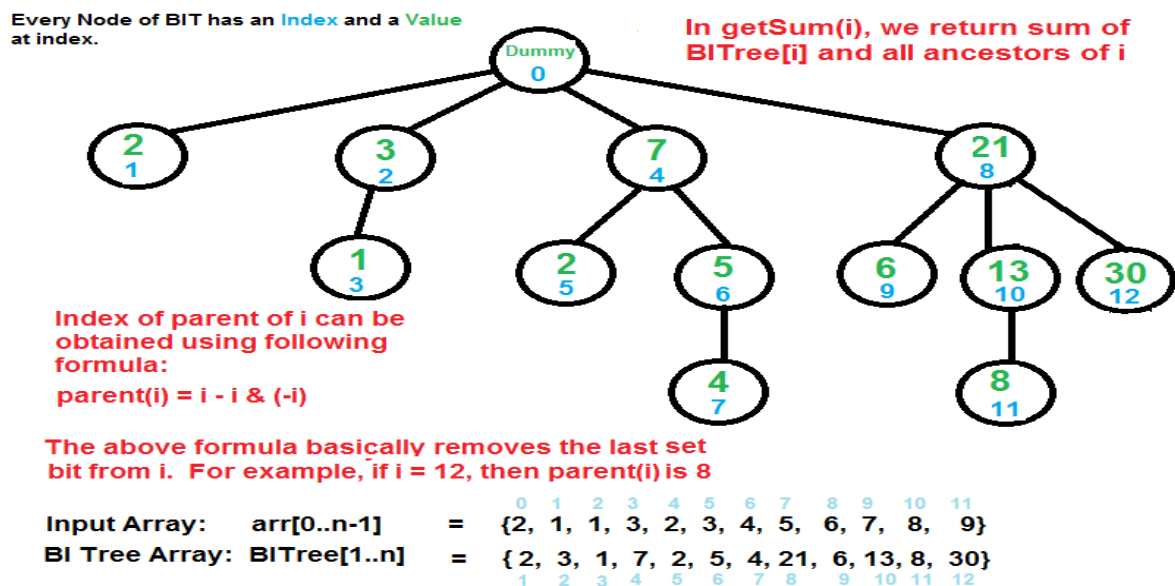 Every Node of BIT has an Index and a Value
at index.
In getSum(i), we return sum of
BITree[i] and all ancestors of i
Dummy
0
2
1
3
2
7
4
21
8
1
3
2
5
5
6
6
9
13
10
30
12
Index of parent of i can be
obtained using following
formula:
parent(i) = i - i & (-i)
4
7
8
11
The above formula basically removes the last set
bit from i. For example, if i = 12, then parent(i) is 8
0 1 2 3 4 5 6 7 8 9 10 11
Input Array: arr[0..n-1] = {2, 1, 1, 3, 2, 3, 4, 5, 6, 7, 8, 9}
BI Tree Array: BITree[1..n] = { 2, 3, 1, 7, 2, 5, 4, 21, 6, 13, 8, 30}
1 2 3 4 5 6 7 8 9 10 11 12